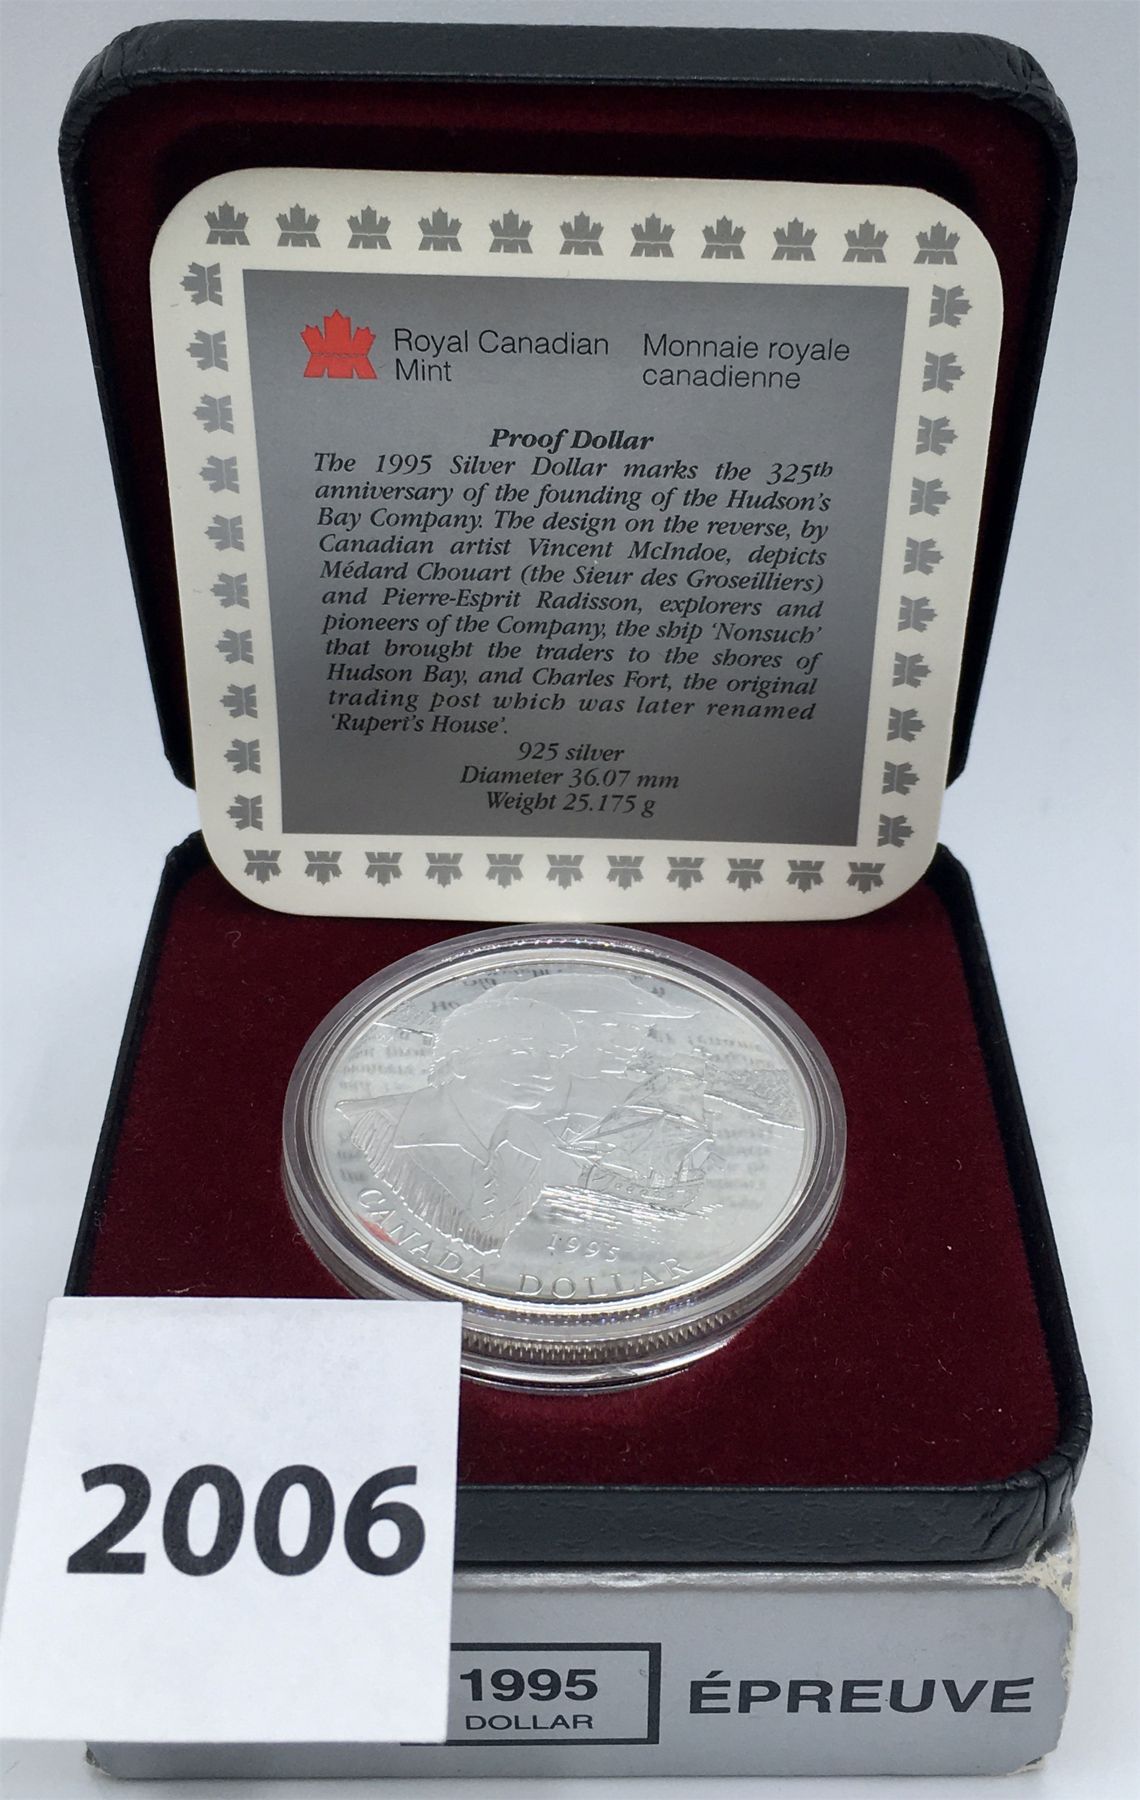 Royal Canadian
Mint
Monnaie royale
canadienne
Proof Dollar
The 1995 Silver Dollar marks the 325th
anniversary of the founding of the Hudson's
Bay Company. The design on the reverse, by
Canadian artist Vincent McIndoe, depicts
Médard Chouart (the Sieur des Groseilliers)
and Pierre-Esprit Radisson, explorers and
pioneers of the Company, the ship 'Nonsuch'
that brought the traders to the shores of
Hudson Bay, and Charles Fort, the original
trading post which was later renamed
'Rupert's House'.
925 silver
Diameter 36.07 mm
Weight 25.175 g
1995
CANADA DOLLAR
2006
1995
DOLLAR
ÉPREUVE